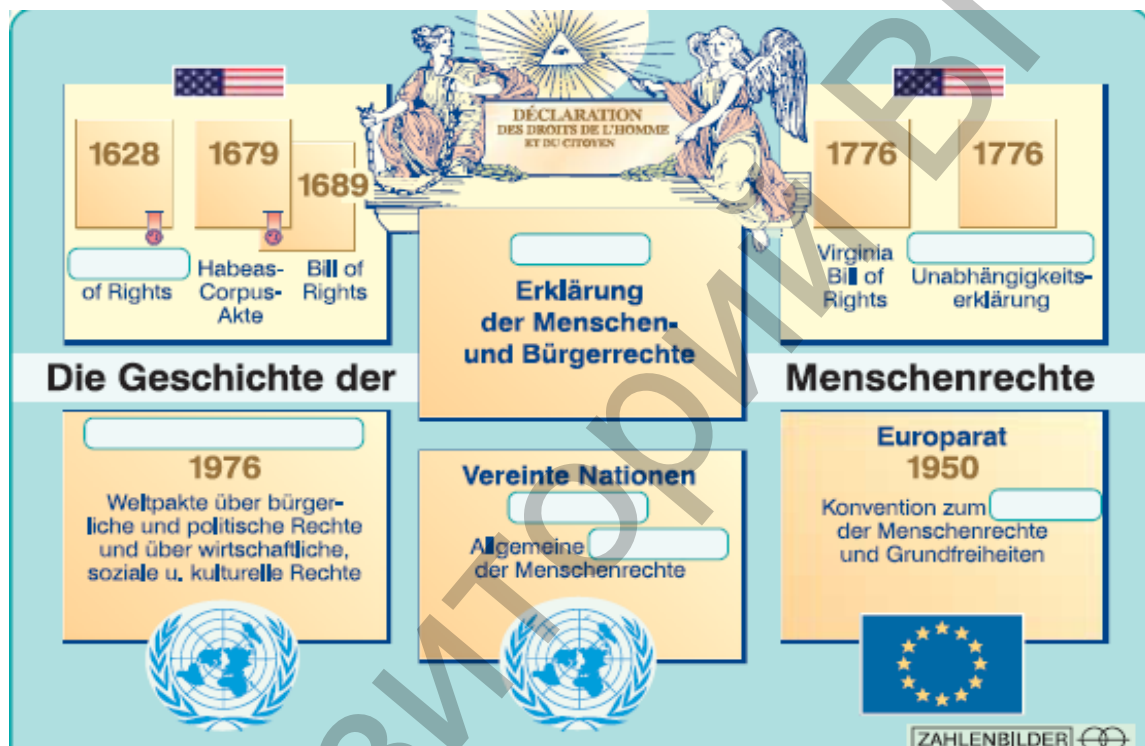 DÉCLARATION
DES DROITS DE L'HOMME
ET DU CITOYEN
1628
1679
1689
of Rights
Habeas-
Corpus-
Akte
Bill of
Rights
Erklärung
der Menschen-
und Bürgerrechte
1776
1776
Virginia
Bill of
Rights
Unabhängigkeits-
erklärung
Die Geschichte der Menschenrechte
1976
Weltpakte über bürger-
liche und politische Rechte
und über wirtschaftliche,
soziale u. kulturelle Rechte
Vereinte Nationen
Allgemeine
der Menschenrechte
Europarat
1950
Konvention zum
der Menschenrechte
und Grundfreiheiten
ZAHLENBILDER